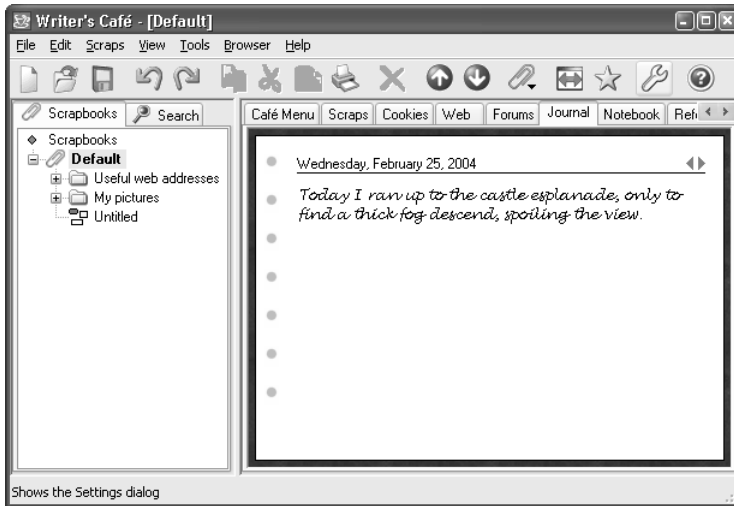 Writer's Café - [Default]
File Edit Scraps View Tools Browser Help
Scrapbooks Search
Café Menu Scraps Cookies Web Forums Journal Notebook Refe
Scrapbooks
Default
Useful web addresses
My pictures
Untitled
Wednesday, February 25, 2004
Today I ran up to the castle esplanade, only to
find a thick fog descend, spoiling the view.
Shows the Settings dialog